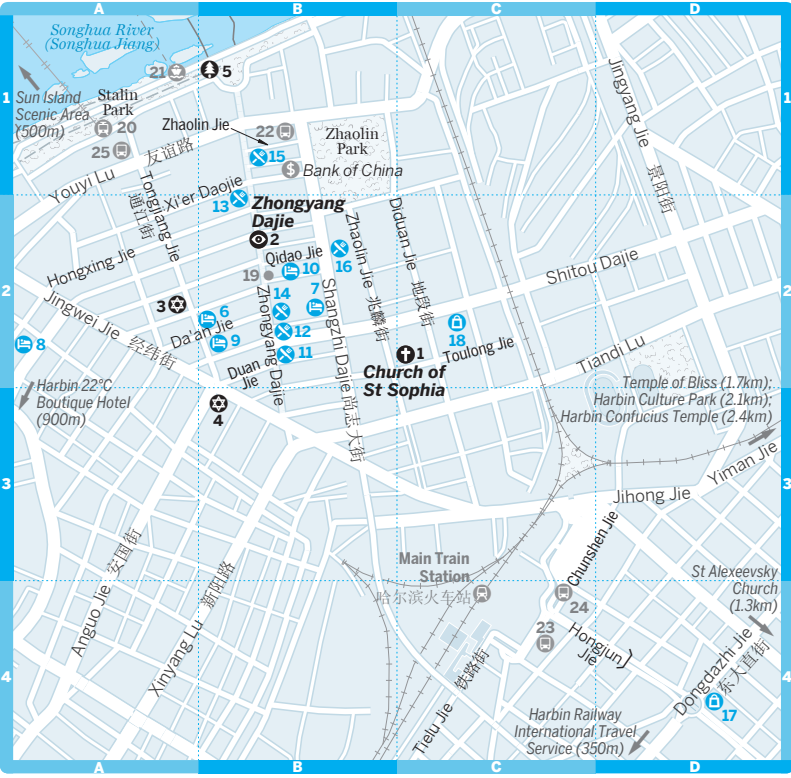 A
B
C
D
Songhua River
(Songhua Jiang)
21
5
1
1
Sun Island
Scenic Area
(500m)
Stalin
Park
20
25
Zhaolin Jie
22
15
Zhaolin
Park
Bank of China
Jingyang Jie
景阳街
Youyi Lu
友谊路
Tongjiang Jie
通江街
Xi'er Daojie
13
Zhongyang
Dajie
2
Hongxing Jie
Qidao Jie
16
Zhaolin Jie
兆麟街
Diduan Jie
地段街
Shitou Dajie
19
10
7
14
2
2
3
6
Da'an Jie
9
12
11
Zhongyang Dajie
Shangzhi Dajie
尚志大街
18
Toulong Jie
1
Church of
St Sophia
Tiandi Lu
Jingwei Jie
经纬街
8
Duan
Jie
Harbin 22°C
Boutique Hotel
(900m)
4
Temple of Bliss (1.7km);
Harbin Culture Park (2.1km);
Harbin Confucius Temple (2.4km)
Yiman Jie
Jihong Jie
3
3
Main Train
Station
哈尔滨火车站
Chunshen Jie
24
23
St Alexeevsky
Church
(1.3km)
Anguo Jie
安国街
Xinyang Lu
新阳路
Hongjun
Jie
Dongdazhi Jie
东大直街
17
Tielu Jie
铁路街
Harbin Railway
International Travel
Service (350m)
4
4
A
B
C
D